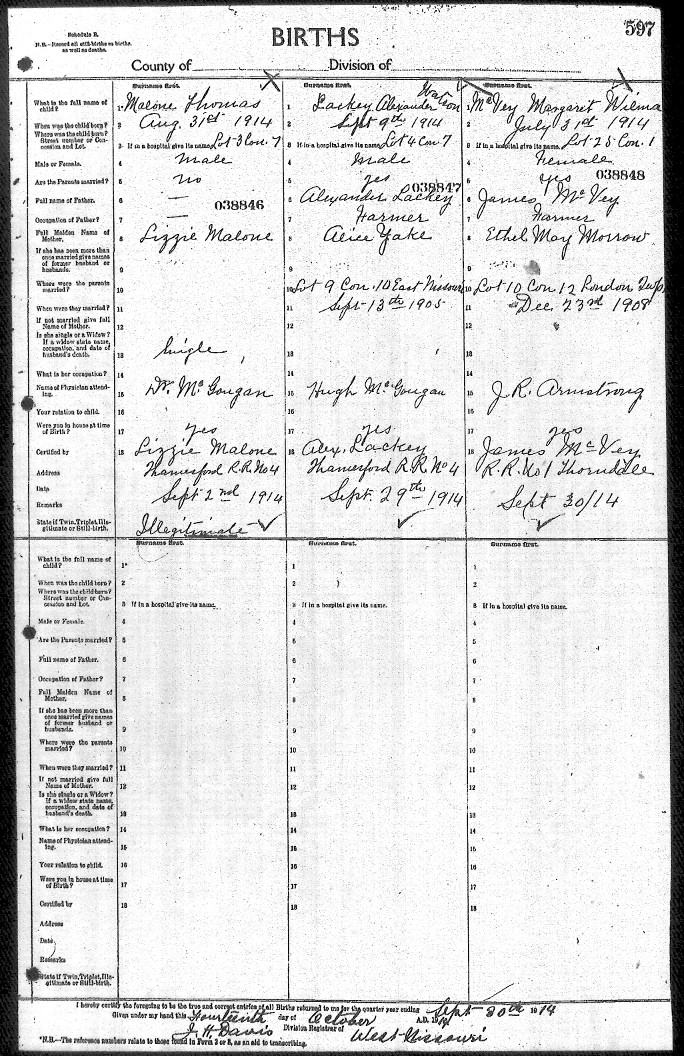 Schedule B.
N.B.—Record all still-births as births,
as well as deaths.
BIRTHS
597
County of
Division of
Surname first.
Surname first.
Surname first.
What is the full name of
child?
1 Malone Thomas
1 Lackey Alexander Watson
1 McVey Margaret Wilma
When was the child born?
2 Aug. 31st 1914
2 Sept 9th 1914
2 July 31st 1914
Where was the child born?
Street number or Con-
cession and Lot.
3 If in a hospital give its name. Lot 3 Con. 7
3 If in a hospital give its name. Lot 4 Con 7
3 If in a hospital give its name. Lot 25 Con. 1
Male or Female.
4 Male
4 Male
4 Female
Are the Parents married?
5 no
5 yes
5 yes
038846
038847
038848
Full name of Father.
6 —
6 Alexander Lackey
6 James McVey
Occupation of Father?
7 —
7 Farmer
7 Farmer
Full Maiden Name of
Mother.
8 Lizzie Malone
8 Alice Yake
8 Ethel May Morrow
If she has been more than
once married give names
of former husband or
husbands.
9
9
9
Where were the parents
married?
10
10 Lot 9 Con. 10 East Nissouri
10 Lot 10 Con 12 London Twp.
When were they married?
11
11 Sept 13th 1905
11 Dec 23rd 1908
If not married give full
Name of Mother.
12
12
12
Is she single or a Widow?
If a widow state name,
occupation, and date of
husband's death.
13 Single
13
13
What is her occupation?
14
14
14
Name of Physician attend-
ing.
15 Dr. McGougan
15 Hugh McGougan
15 J.R. Armstrong
Your relation to child.
16
16
16
Were you in house at time
of Birth?
17 yes
17 yes
17 yes
Certified by
18 Lizzie Malone
18 Alex. Lackey
18 James McVey
Address
Thamesford R.R. No 4
Thamesford R.R. No 4
R.R. No 1 Thorndale
Date
Sept 2nd 1914
Sept. 29th 1914
Sept 30/14
Remarks
State if Twin, Triplet, Ille-
gitimate or Still-birth.
Illegitimate
Surname first.
Surname first.
Surname first.
What is the full name of
child?
1
1
1
When was the child born?
2
2
2
Where was the child born?
Street number or Con-
cession and Lot.
3 If in a hospital give its name.
3 If in a hospital give its name.
3 If in a hospital give its name.
Male or Female.
4
4
4
Are the Parents married?
5
5
5
Full name of Father.
6
6
6
Occupation of Father?
7
7
7
Full Maiden Name of
Mother.
8
8
8
If she has been more than
once married give names
of former husband or
husbands.
9
9
9
Where were the parents
married?
10
10
10
When were they married?
11
11
11
If not married give full
Name of Mother.
12
12
12
Is she single or a Widow?
If a widow state name,
occupation, and date of
husband's death.
13
13
13
What is her occupation?
14
14
14
Name of Physician attend-
ing.
15
15
15
Your relation to child.
16
16
16
Were you in house at time
of Birth?
17
17
17
Certified by
18
18
18
Address
Date
Remarks
State if Twin, Triplet, Ille-
gitimate or Still-birth.
I hereby certify the foregoing to be the true and correct entries of all Births returned to me for the quarter year ending Sept 30th 1914
Given under my hand this Fourteenth day of October A.D. 1914
J. H. Davis Division Registrar of West Nissouri
*N.B.—The reference numbers relate to those found in Form 2 or 3, as an aid to transcribing.